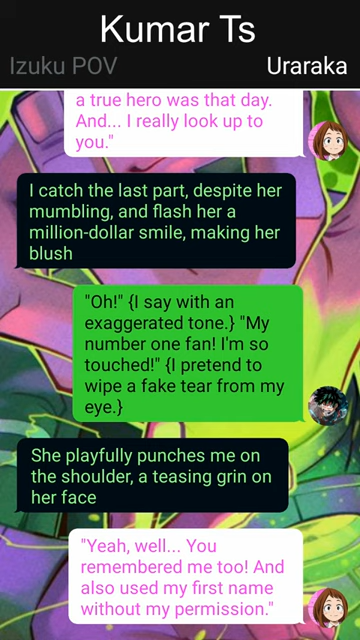 Kumar Ts
Izuku POV
Uraraka
a true hero was that day.
And... I really look up to
you."
I catch the last part, despite her
mumbling, and flash her a
million-dollar smile, making her
blush
"Oh!" {I say with an
exaggerated tone.} "My
number one fan! I'm so
touched!" {I pretend to
wipe a fake tear from my
eye.}
She playfully punches me on
the shoulder, a teasing grin on
her face
"Yeah, well... You
remembered me too! And
also used my first name
without my permission."